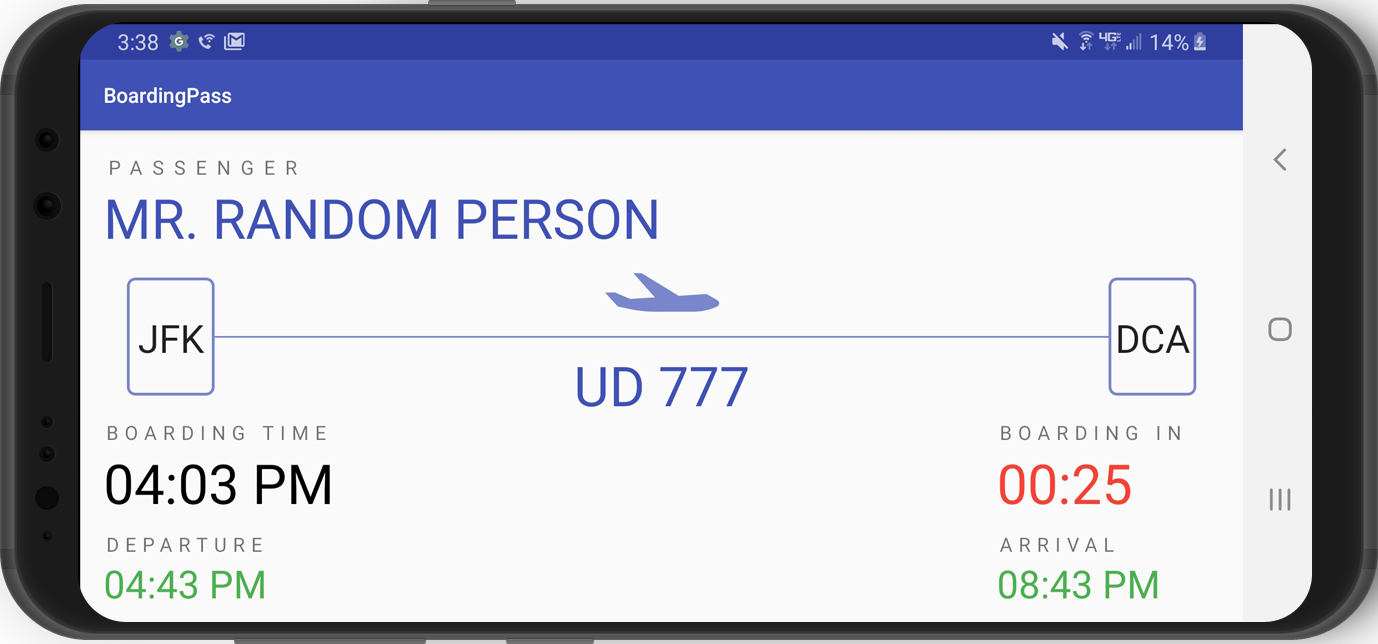 3:38 G 4GE 14%
BoardingPass
PASSENGER
MR. RANDOM PERSON
JFK DCA
UD 777
BOARDING TIME BOARDING IN
04:03 PM 00:25
DEPARTURE ARRIVAL
04:43 PM 08:43 PM